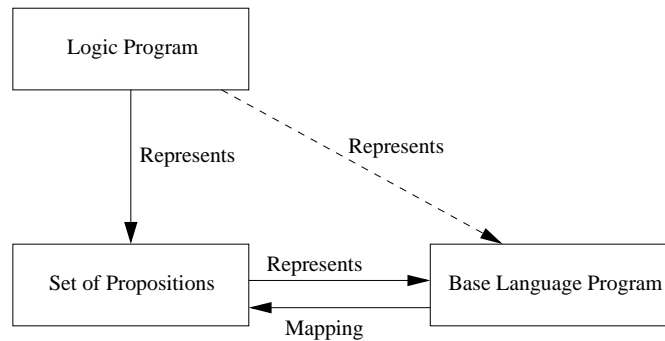 Logic Program
Represents
Represents
Set of Propositions
Represents
Base Language Program
Mapping